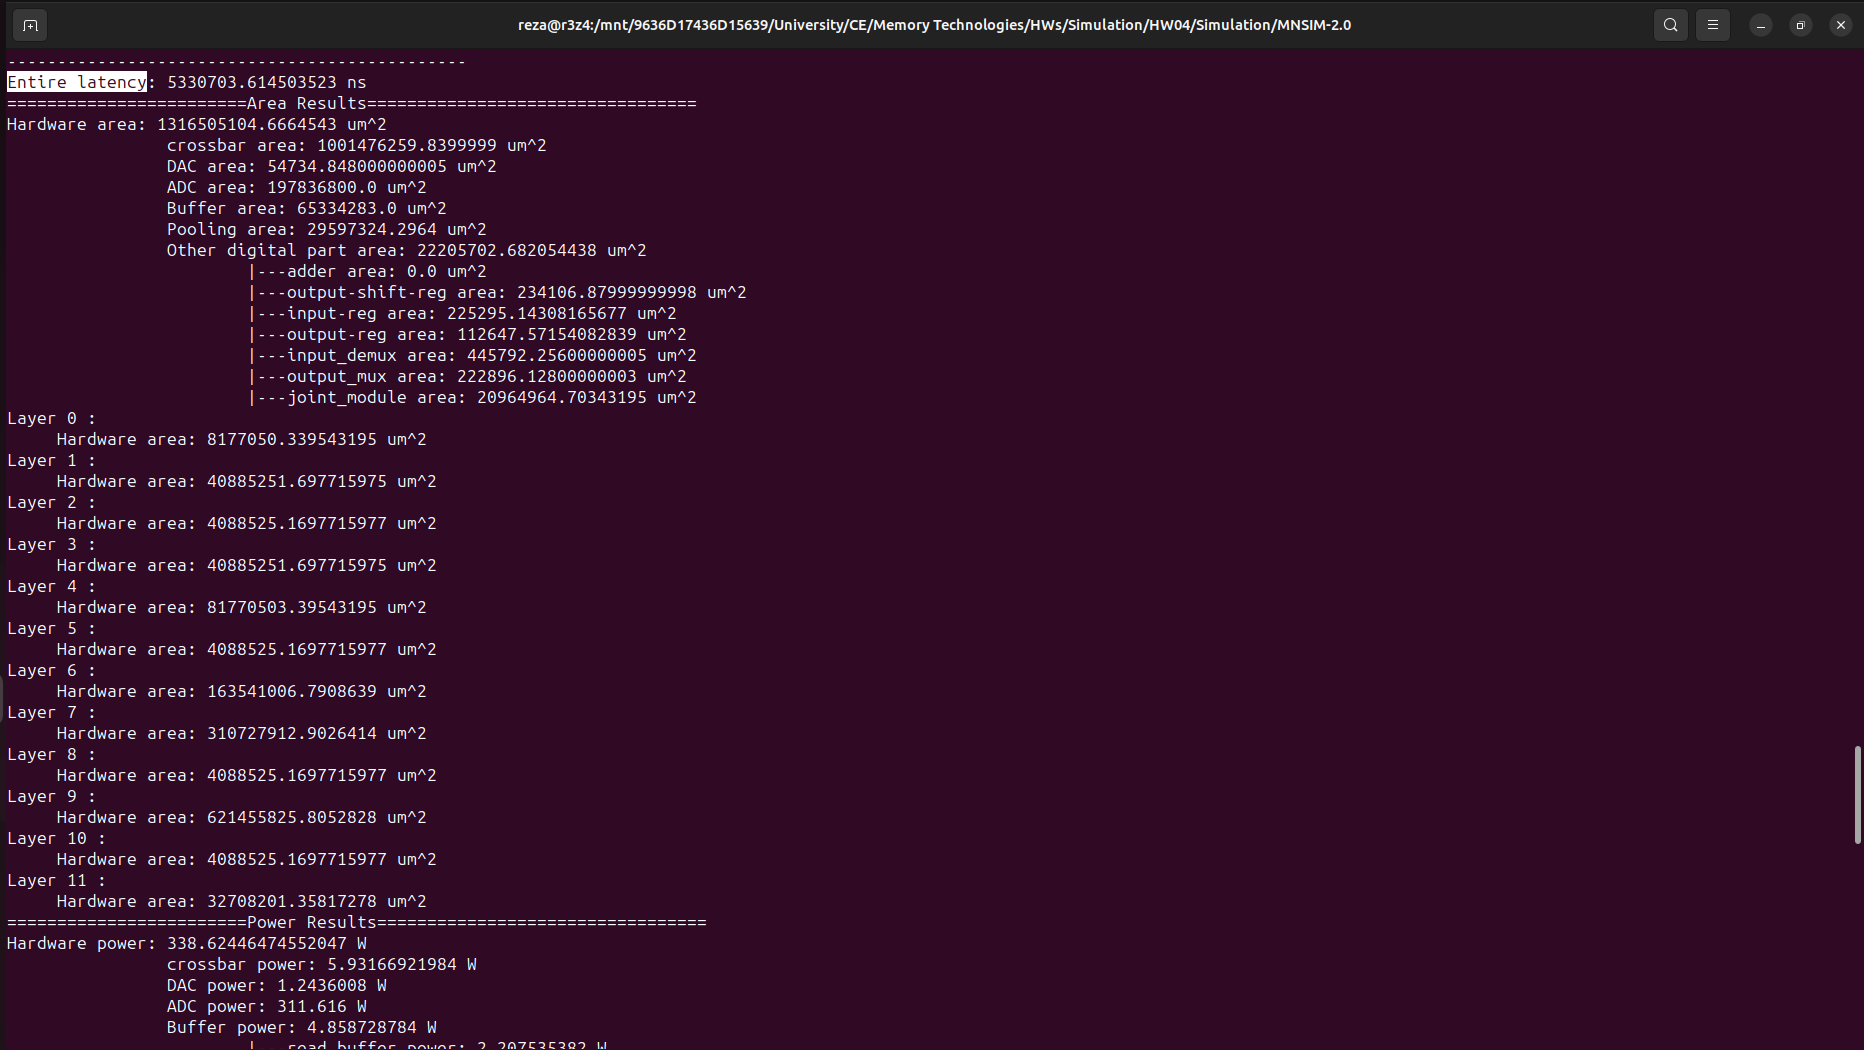 reza@r3z4:/mnt/9636D17436D15639/University/CE/Memory Technologies/HWs/Simulation/HW04/Simulation/MNSIM-2.0
----------------------------------------------
Entire latency: 5330703.614503523 ns
========================Area Results=================================
Hardware area: 1316505104.6664543 um^2
crossbar area: 1001476259.8399999 um^2
DAC area: 54734.848000000005 um^2
ADC area: 197836800.0 um^2
Buffer area: 65334283.0 um^2
Pooling area: 29597324.2964 um^2
Other digital part area: 22205702.682054438 um^2
|---adder area: 0.0 um^2
|---output-shift-reg area: 234106.87999999998 um^2
|---input-reg area: 225295.14308165677 um^2
|---output-reg area: 112647.57154082839 um^2
|---input_demux area: 445792.25600000005 um^2
|---output_mux area: 222896.12800000003 um^2
|---joint_module area: 20964964.70343195 um^2
Layer 0 :
Hardware area: 8177050.339543195 um^2
Layer 1 :
Hardware area: 40885251.697715975 um^2
Layer 2 :
Hardware area: 4088525.1697715977 um^2
Layer 3 :
Hardware area: 40885251.697715975 um^2
Layer 4 :
Hardware area: 81770503.39543195 um^2
Layer 5 :
Hardware area: 4088525.1697715977 um^2
Layer 6 :
Hardware area: 163541006.7908639 um^2
Layer 7 :
Hardware area: 310727912.9026414 um^2
Layer 8 :
Hardware area: 4088525.1697715977 um^2
Layer 9 :
Hardware area: 621455825.8052828 um^2
Layer 10 :
Hardware area: 4088525.1697715977 um^2
Layer 11 :
Hardware area: 32708201.35817278 um^2
========================Power Results=================================
Hardware power: 338.62446474552047 W
crossbar power: 5.93166921984 W
DAC power: 1.2436008 W
ADC power: 311.616 W
Buffer power: 4.858728784 W
|---read buffer power: 2.207535382 W